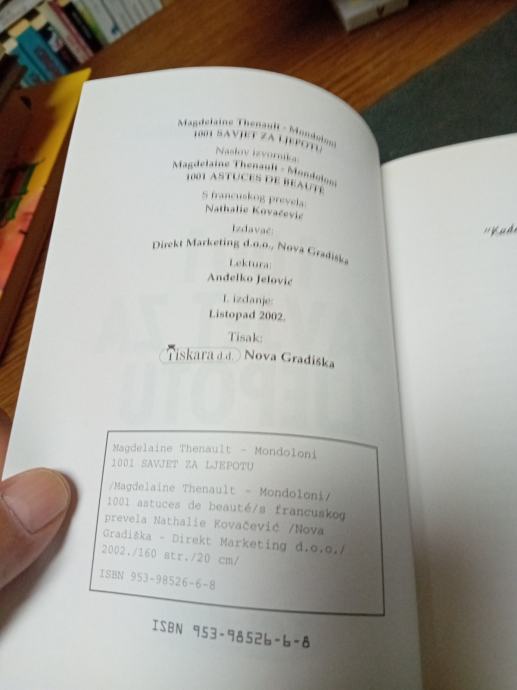 Magdelaine Thenault - Mondoloni
1001 SAVJET ZA LJEPOTU
Naslov izvornika:
Magdelaine Thenault - Mondoloni
1001 ASTUCES DE BEAUTÉ
S francuskog prevela:
Nathalie Kovačević
Izdavač:
Direkt Marketing d.o.o., Nova Gradiška
Lektura:
Anđelko Jelović
I. izdanje:
Listopad 2002.
Tisak:
Tiskara d.d. Nova Gradiška
Magdelaine Thenault - Mondoloni
1001 SAVJET ZA LJEPOTU
/Magdelaine Thenault - Mondoloni/
1001 astuces de beauté/s francuskog
prevela Nathalie Kovačević /Nova
Gradiška - Direkt Marketing d.o.o./
2002./160 str./20 cm/
ISBN 953-98526-6-8
ISBN 953-98526-6-8